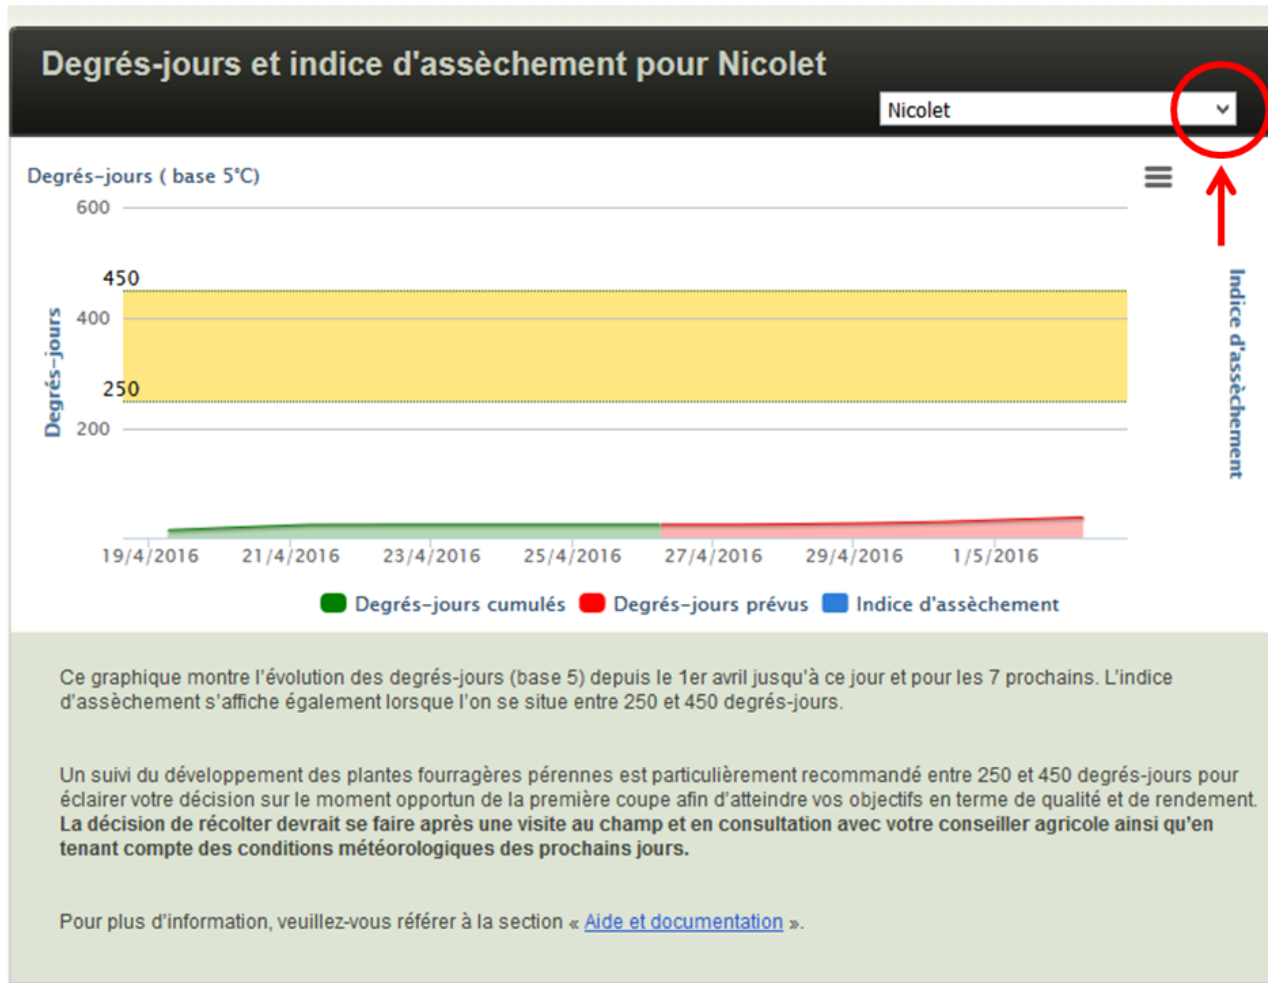 Degrés-jours et indice d'assèchement pour Nicolet
Nicolet
Degrés-jours ( base 5°C)
600
450
400
250
200
Degrés-jours
Indice d'assèchement
19/4/2016 21/4/2016 23/4/2016 25/4/2016 27/4/2016 29/4/2016 1/5/2016
Degrés-jours cumulés Degrés-jours prévus Indice d'assèchement
Ce graphique montre l'évolution des degrés-jours (base 5) depuis le 1er avril jusqu'à ce jour et pour les 7 prochains. L'indice
d'assèchement s'affiche également lorsque l'on se situe entre 250 et 450 degrés-jours.
Un suivi du développement des plantes fourragères pérennes est particulièrement recommandé entre 250 et 450 degrés-jours pour
éclairer votre décision sur le moment opportun de la première coupe afin d'atteindre vos objectifs en terme de qualité et de rendement.
La décision de récolter devrait se faire après une visite au champ et en consultation avec votre conseiller agricole ainsi qu'en
tenant compte des conditions météorologiques des prochains jours.
Pour plus d'information, veuillez-vous référer à la section « Aide et documentation ».